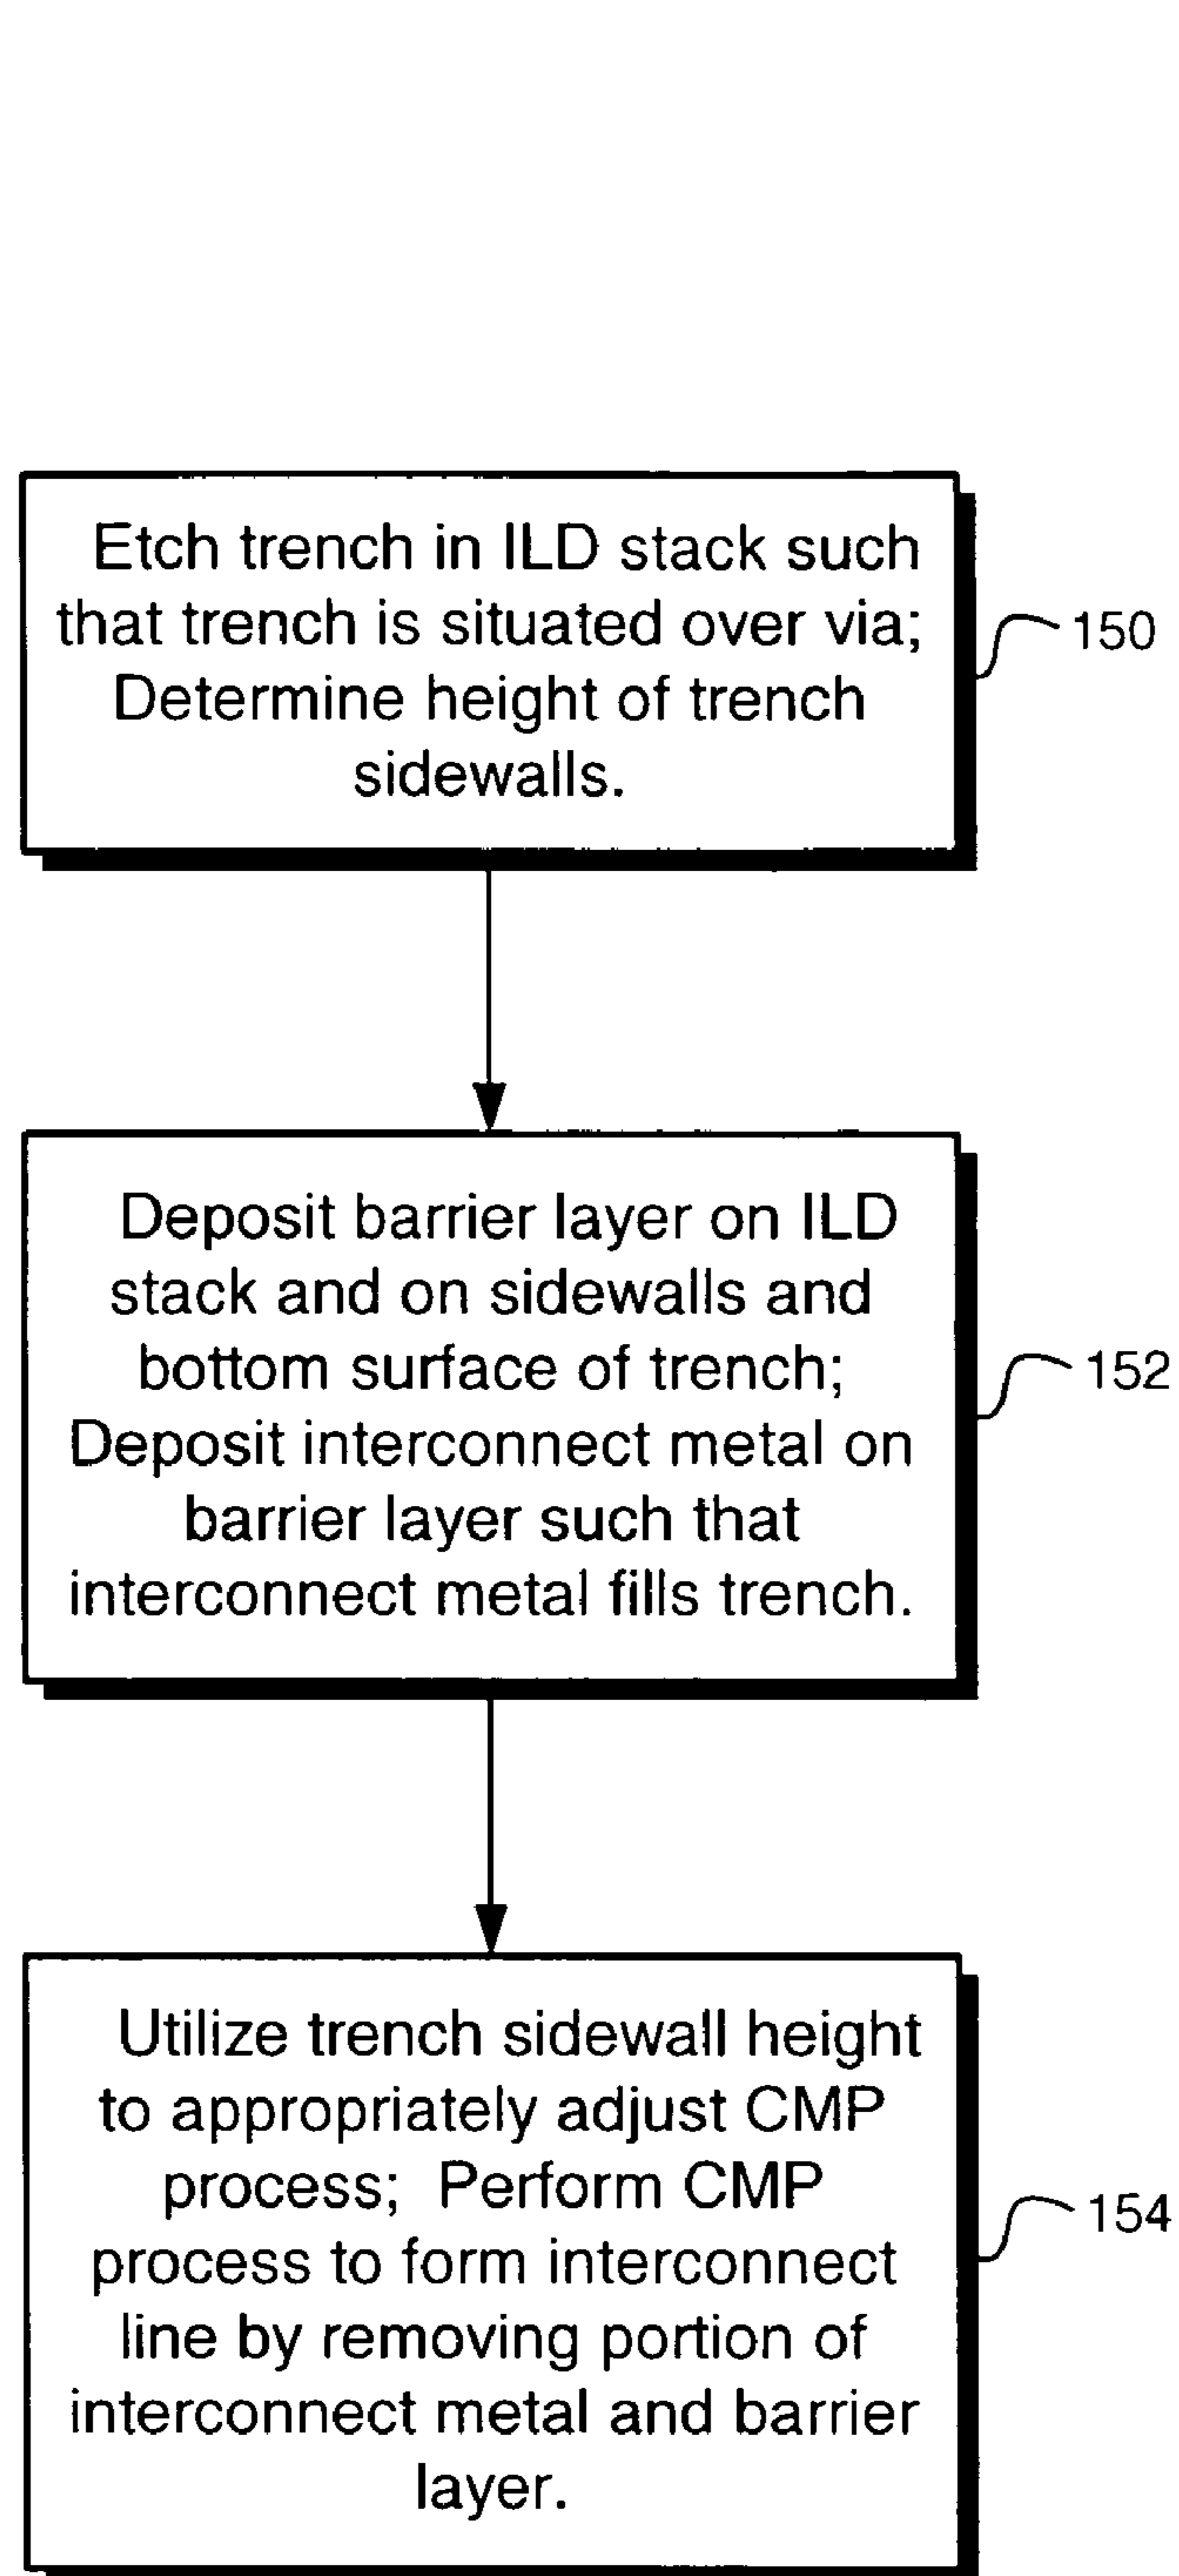 Etch trench in ILD stack such
that trench is situated over via;
Determine height of trench
sidewalls.
150
Deposit barrier layer on ILD
stack and on sidewalls and
bottom surface of trench;
Deposit interconnect metal on
barrier layer such that
interconnect metal fills trench.
152
Utilize trench sidewall height
to appropriately adjust CMP
process;  Perform CMP
process to form interconnect
line by removing portion of
interconnect metal and barrier
layer.
154